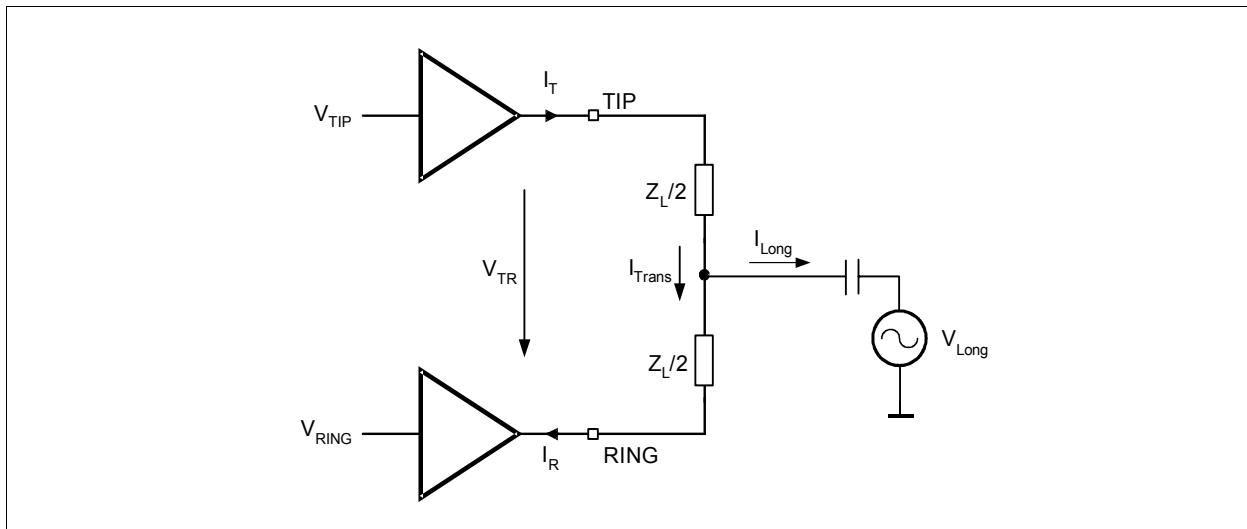 I_T
TIP
V_TIP
Z_L/2
I_Long
I_Trans
V_TR
V_Long
Z_L/2
V_RING
I_R
RING